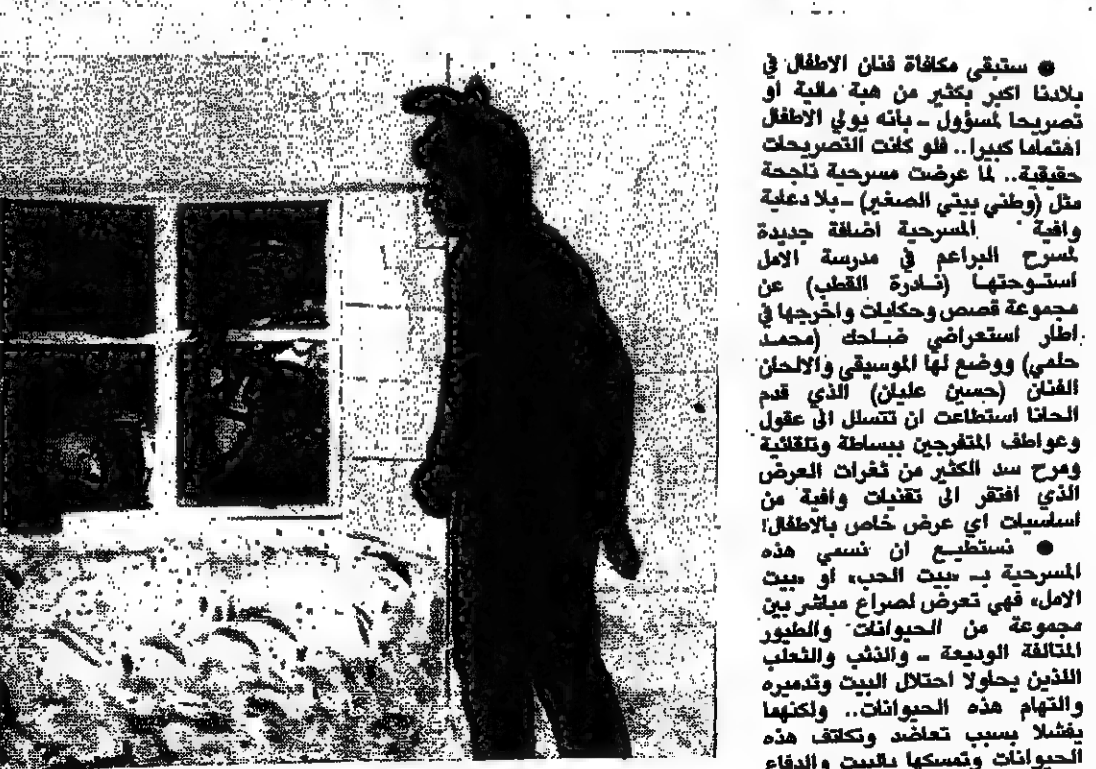 ● ستبقى مكافأة فنان الاطفال في
بلادنا اكبر بكثير من هبة مالية او
تصريحا لمسؤول ـ بأنه يولي الاطفال
اهتماما كبيرا.. فلو كانت التصريحات
حقيقية.. لما عرضت مسرحية ناجحة
مثل (وطني بيتي الصغير) ـ بلا دعاية
وافية المسرحية اضافة جديدة
لمسرح البراعم في مدرسة الامل
استوحتها (نادرة القطب) عن
مجموعة قصص وحكايات واخرجها في
اطار استعراضي ضاحك (محمد
حلمي) ووضع لها الموسيقى والالحان
الفنان (حسين عليان) الذي قدم
الحانا استطاعت ان تتسلل الى عقول
وعواطف المتفرجين ببساطة وتلقائية
ومرح سد الكثير من ثغرات العرض
الذي افتقر الى تقنيات وافية من
اساسيات اي عرض خاص بالاطفال!
● نستطيع ان نسمي هذه
المسرحية بـ «بيت الحب» او «بيت
الامل» فهي تعرض لصراع مباشر بين
مجموعة من الحيوانات والطيور
المتالفة الوديعة ـ والذئب والثعلب
اللذين يحاولا احتلال البيت وتدميره
والتهام هذه الحيوانات.. ولكنهما
يفشلا بسبب تعاضد وتكاتف هذه
الحيوانات وتمسكها بالبيت والدفاع